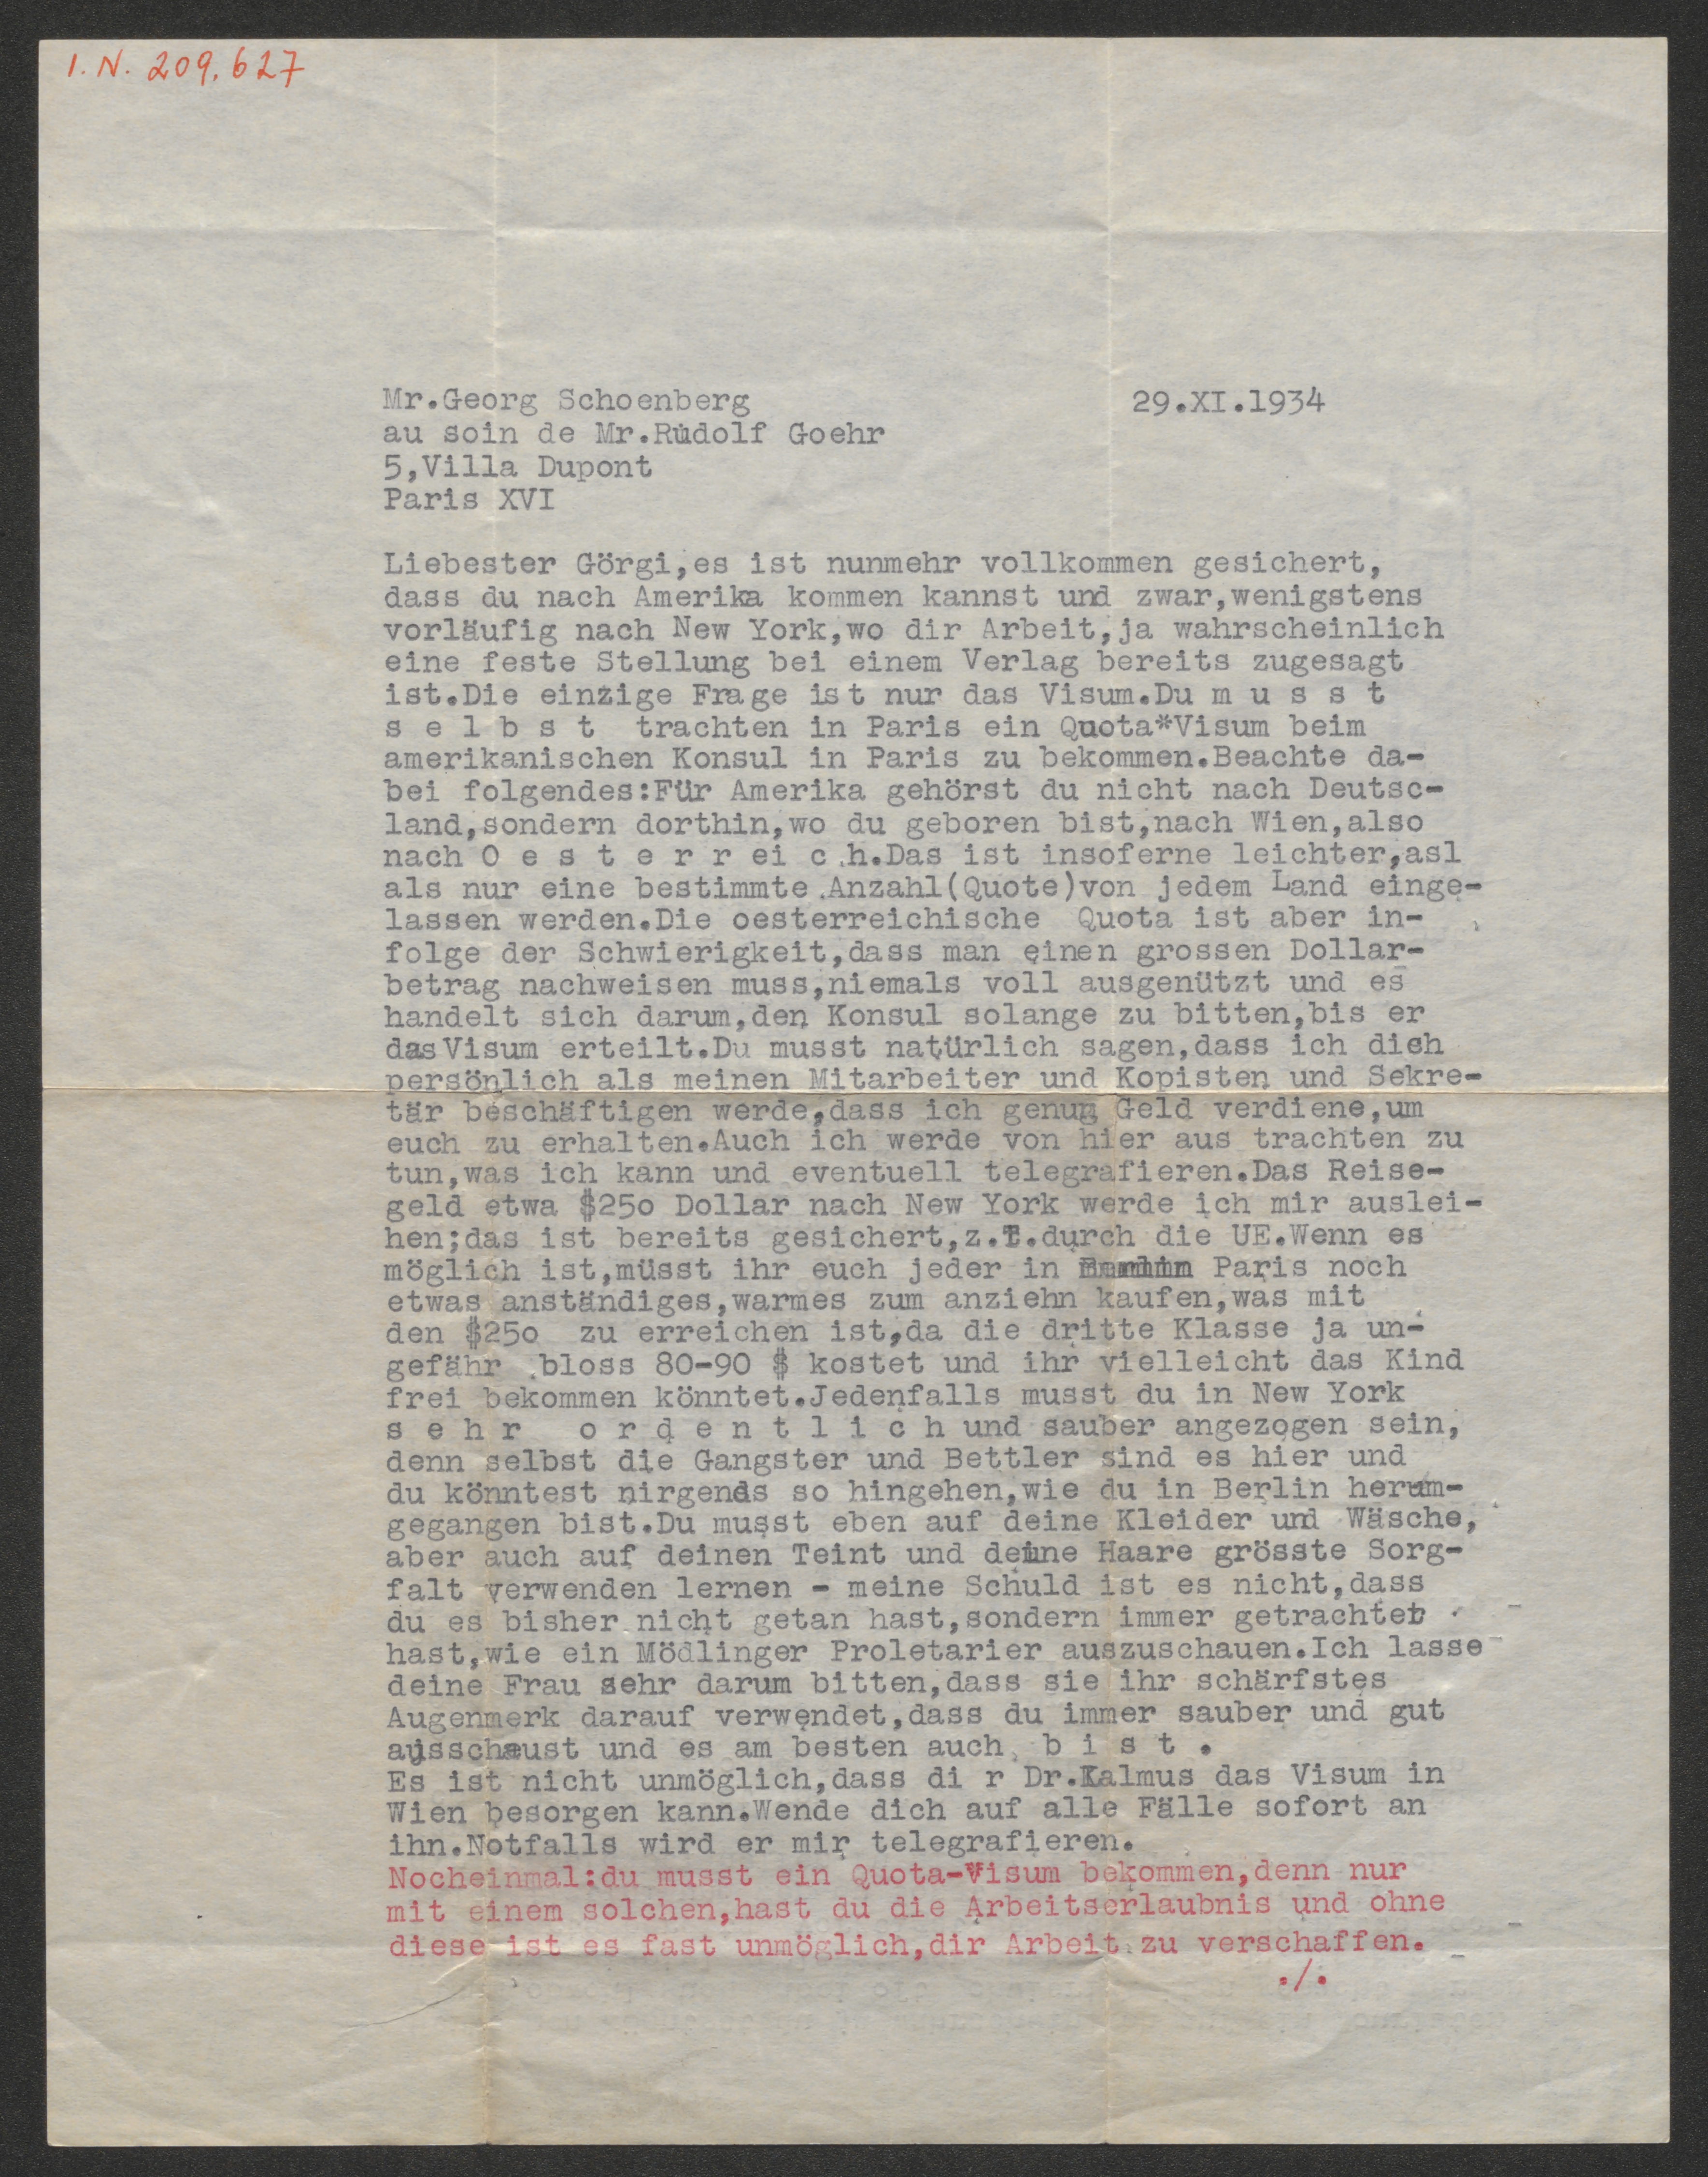 I.N. 209.627
Mr.Georg Schoenberg 29.XI.1934
au soin de Mr.Rudolf Goehr
5,Villa Dupont
Paris XVI
Liebester Görgi,es ist nunmehr vollkommen gesichert,
dass du nach Amerika kommen kannst und zwar,wenigstens
vorläufig nach New York,wo dir Arbeit,ja wahrscheinlich
eine feste Stellung bei einem Verlag bereits zugesagt
ist.Die einzige Frage ist nur das Visum.Du m u s s t
s e l b s t trachten in Paris ein Quota*Visum beim
amerikanischen Konsul in Paris zu bekommen.Beachte da-
bei folgendes:Für Amerika gehörst du nicht nach Deutsc-
land,sondern dorthin,wo du geboren bist,nach Wien,also
nach O e s t e r r ei c h.Das ist insoferne leichter,asl
als nur eine bestimmte Anzahl(Quote)von jedem Land einge-
lassen werden.Die oesterreichische Quota ist aber in-
folge der Schwierigkeit,dass man einen grossen Dollar-
betrag nachweisen muss,niemals voll ausgenützt und es
handelt sich darum,den Konsul solange zu bitten,bis er
das Visum erteilt.Du musst natürlich sagen,dass ich dich
persönlich als meinen Mitarbeiter und Kopisten und Sekre-
tär beschäftigen werde,dass ich genug Geld verdiene,um
euch zu erhalten.Auch ich werde von hier aus trachten zu
tun,was ich kann und eventuell telegrafieren.Das Reise-
geld etwa $25o Dollar nach New York werde ich mir auslei-
hen;das ist bereits gesichert,z.T.durch die UE.Wenn es
möglich ist,müsst ihr euch jeder in Paris noch
etwas anständiges,warmes zum anziehn kaufen,was mit
den $25o zu erreichen ist,da die dritte Klasse ja un-
gefähr bloss 80-90 $ kostet und ihr vielleicht das Kind
frei bekommen könntet.Jedenfalls musst du in New York
s e h r o r d e n t l i c h und sauber angezogen sein,
denn selbst die Gangster und Bettler sind es hier und
du könntest nirgends so hingehen,wie du in Berlin herum-
gegangen bist.Du musst eben auf deine Kleider und Wäsche,
aber auch auf deinen Teint und deine Haare grösste Sorg-
falt verwenden lernen - meine Schuld ist es nicht,dass
du es bisher nicht getan hast,sondern immer getrachtet
hast,wie ein Mödlinger Proletarier auszuschauen.Ich lasse
deine Frau sehr darum bitten,dass sie ihr schärfstes
Augenmerk darauf verwendet,dass du immer sauber und gut
ausschaust und es am besten auch b i s t .
Es ist nicht unmöglich,dass di r Dr.Kalmus das Visum in
Wien besorgen kann.Wende dich auf alle Fälle sofort an
ihn.Notfalls wird er mir telegrafieren.
Nocheinmal:du musst ein Quota-Visum bekommen,denn nur
mit einem solchen,hast du die Arbeitserlaubnis und ohne
diese ist es fast unmöglich,dir Arbeit zu verschaffen.
./.